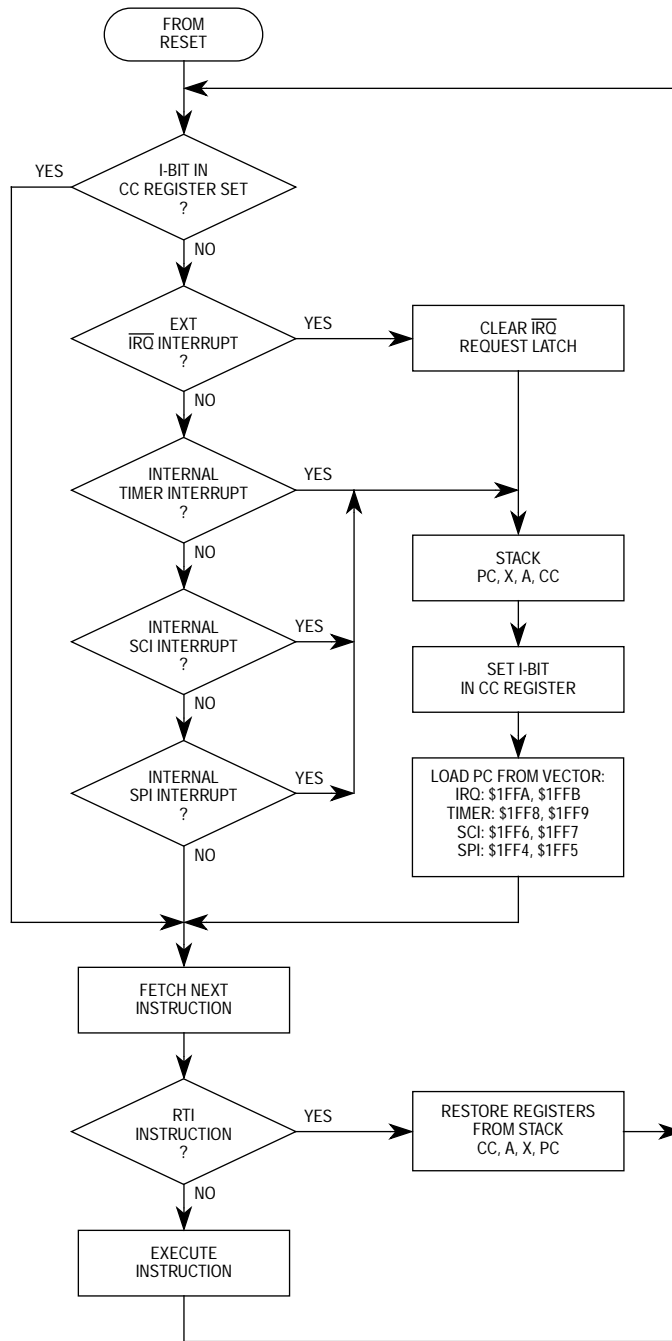 FROM
RESET
YES
I-BIT IN
CC REGISTER SET
?
NO
EXT
IRQ INTERRUPT
?
YES
CLEAR IRQ
REQUEST LATCH
NO
INTERNAL
TIMER INTERRUPT
?
YES
STACK
PC, X, A, CC
NO
INTERNAL
SCI INTERRUPT
?
YES
SET I-BIT
IN CC REGISTER
NO
INTERNAL
SPI INTERRUPT
?
YES
LOAD PC FROM VECTOR:
IRQ: $1FFA, $1FFB
TIMER: $1FF8, $1FF9
SCI: $1FF6, $1FF7
SPI: $1FF4, $1FF5
NO
FETCH NEXT
INSTRUCTION
RTI
INSTRUCTION
?
YES
RESTORE REGISTERS
FROM STACK
CC, A, X, PC
NO
EXECUTE
INSTRUCTION